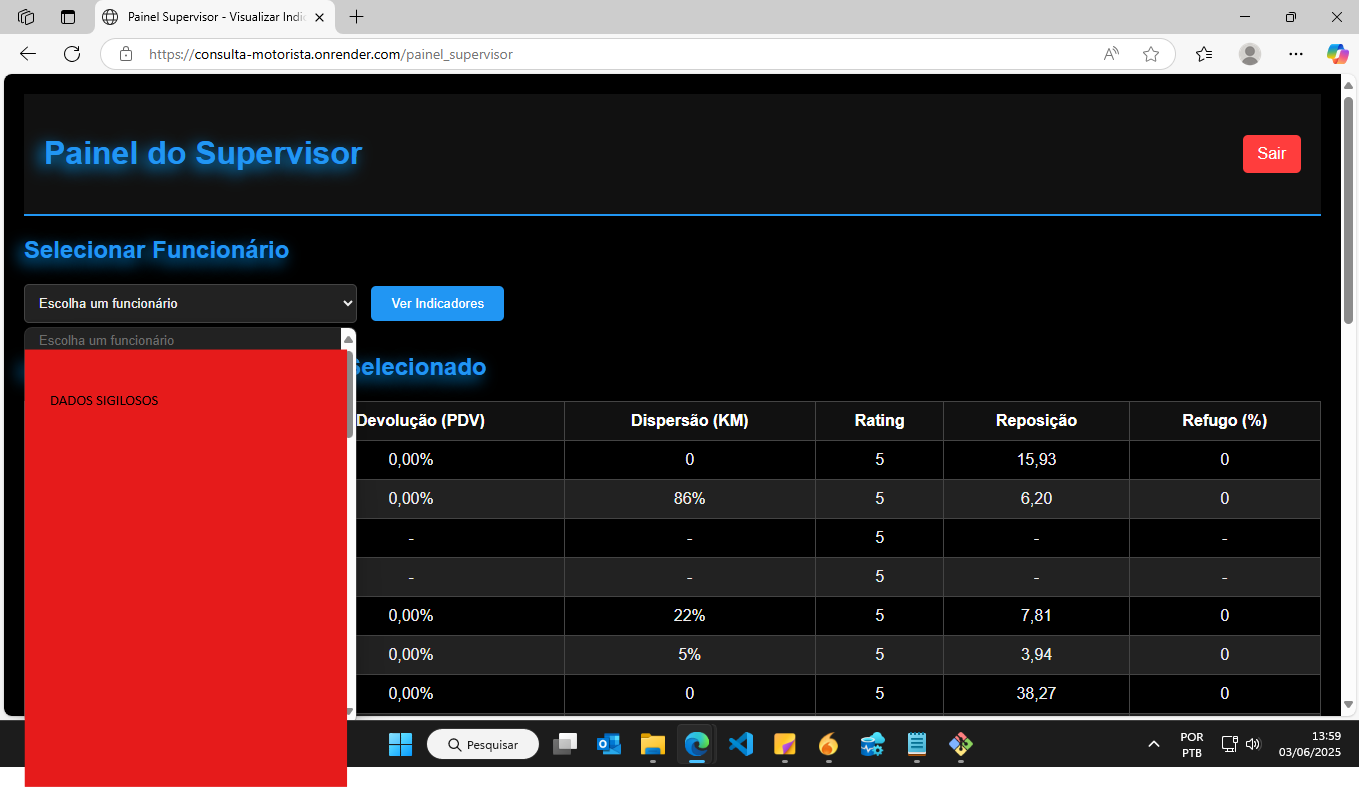 Painel Supervisor - Visualizar Indi
https://consulta-motorista.onrender.com/painel_supervisor
Painel do Supervisor
Sair
Selecionar Funcionário
Escolha um funcionário
Ver Indicadores
Escolha um funcionário
DADOS SIGILOSOS
Selecionado
Devolução (PDV) Dispersão (KM) Rating Reposição Refugo (%)
0,00% 0 5 15,93 0
0,00% 86% 5 6,20 0
- - 5 - -
- - 5 - -
0,00% 22% 5 7,81 0
0,00% 5% 5 3,94 0
0,00% 0 5 38,27 0
Pesquisar
POR
PTB
13:59
03/06/2025